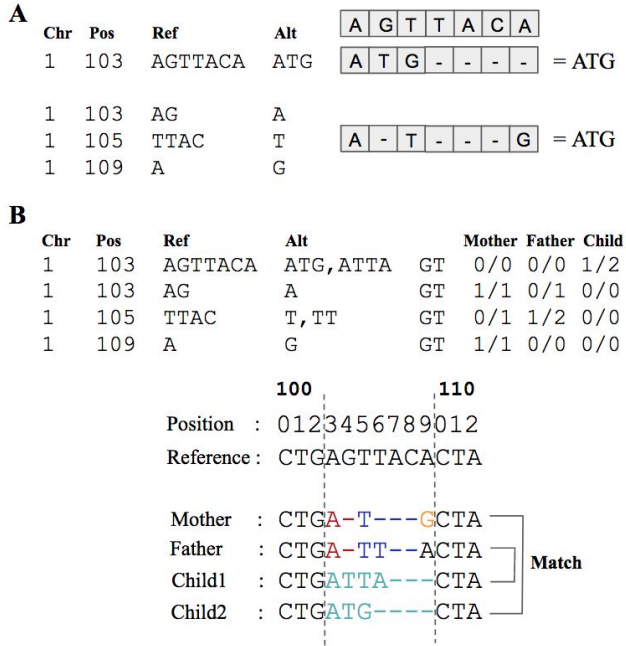 A
Chr Pos Ref Alt
A G T T A C A
1 103 AGTTACA ATG
A T G - - - - = ATG
1 103 AG A
1 105 TTAC T
A - T - - - G = ATG
1 109 A G
B
Chr Pos Ref Alt Mother Father Child
1 103 AGTTACA ATG,ATTA GT 0/0 0/0 1/2
1 103 AG A GT 1/1 0/1 0/0
1 105 TTAC T,TT GT 0/1 1/2 0/0
1 109 A G GT 1/1 0/0 0/0
100 110
Position : 0123456789012
Reference : CTGAGTTACACTA
Mother : CTGA-T---GCTA
Father : CTGA-TT--ACTA
Match
Child1 : CTGATTA---CTA
Child2 : CTGATG----CTA